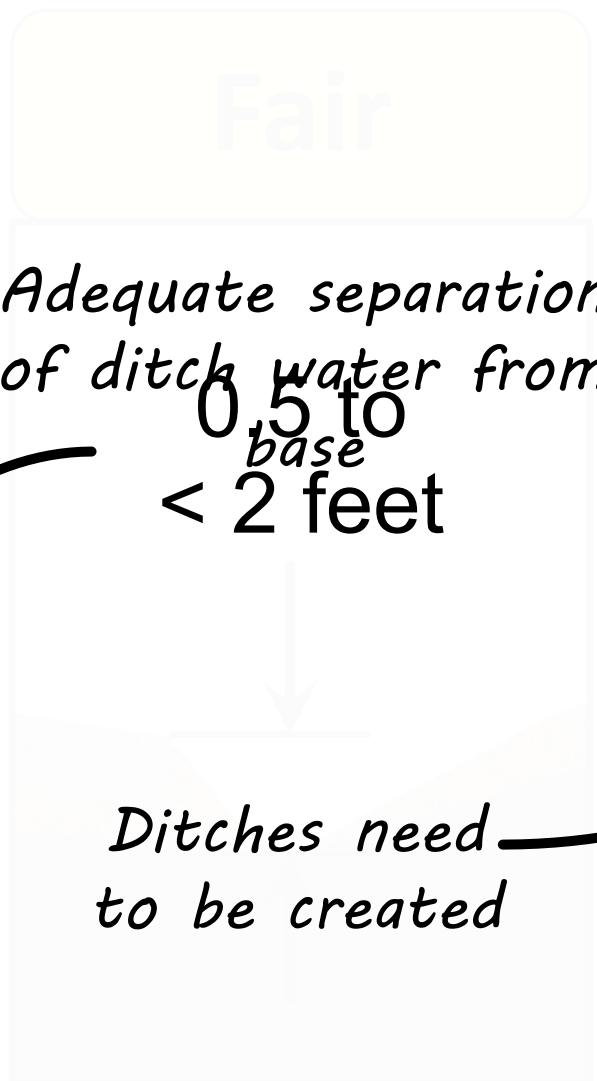 Fair
Adequate separation
of ditch water from
base
0.5 to
< 2 feet
Ditches need
to be created